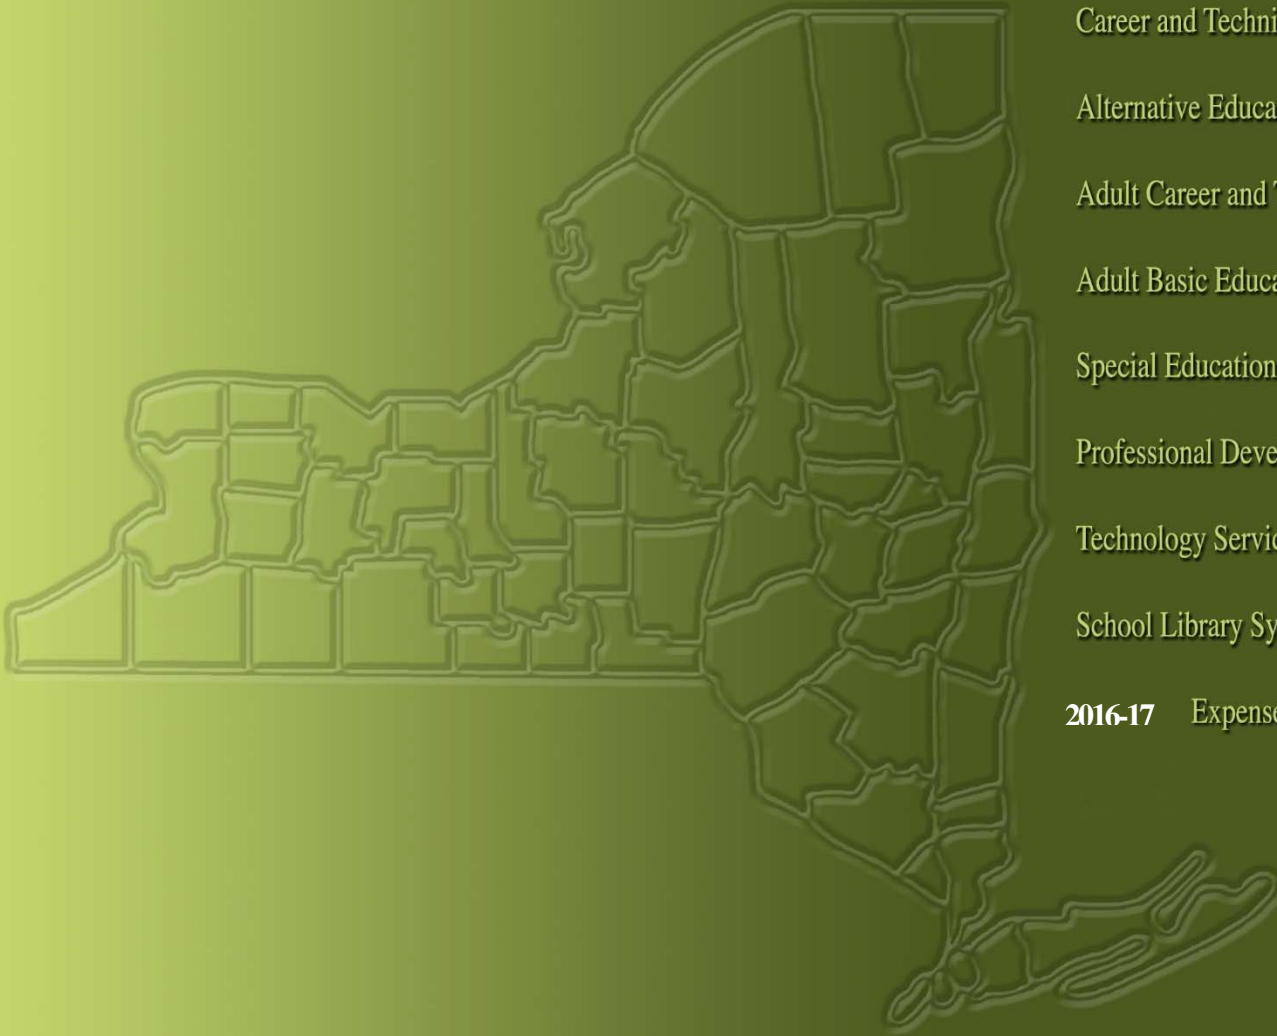 Career and Techni
Alternative Educa
Adult Career and
Adult Basic Educa
Special Education
Professional Deve
Technology Servic
School Library Sy
2016-17 Expense